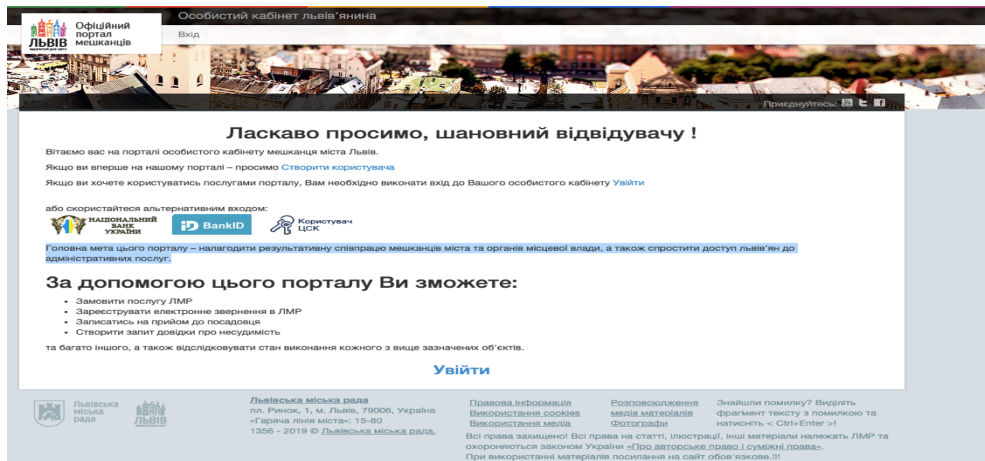 Особистий кабінет львів'янина
Офіційний
портал
мешканців
ЛЬВІВ
Вхід
Приєднуйтесь:
Ласкаво просимо, шановний відвідувачу !
Вітаємо вас на порталі особистого кабінету мешканця міста Львів.
Якщо ви вперше на нашому порталі – просимо Створити користувача
Якщо ви хочете користуватись послугами порталу, Вам необхідно виконати вхід до Вашого особистого кабінету Увійти
або скористайтеся альтернативним входом:
НАЦІОНАЛЬНИЙ
БАНК
УКРАЇНИ
iD BankID
Користувач
ЦСК
Головна мета цього порталу – налагодити результативну співпрацю мешканців міста та органів місцевої влади, а також спростити доступ львів'ян до
адміністративних послуг.
За допомогою цього порталу Ви зможете:
• Замовити послугу ЛМР
• Зареєструвати електронне звернення в ЛМР
• Записатись на прийом до посадовця
• Створити запит довідки про несудимість
та багато іншого, а також відслідковувати стан виконання кожного з вище зазначених об'єктів.
Увійти
Львівська
міська
рада
ЛЬВІВ
Львівська міська рада
пл. Ринок, 1, м. Львів, 79006, Україна
«Гаряча лінія міста»: 15-80
1356 - 2019 © Львівська міська рада.
Правова інформація
Використання cookies
Використання медіа
Розповсюдження
медіа матеріалів
Фотографи
Знайшли помилку? Виділіть
фрагмент тексту з помилкою та
натисніть < Ctrl+Enter >!
Всі права захищено! Всі права на статті, ілюстрації, інші матеріали належать ЛМР та
охороняються законом України «Про авторське право і суміжні права».
При використанні матеріалів посилання на сайт обов'язкове.!!!